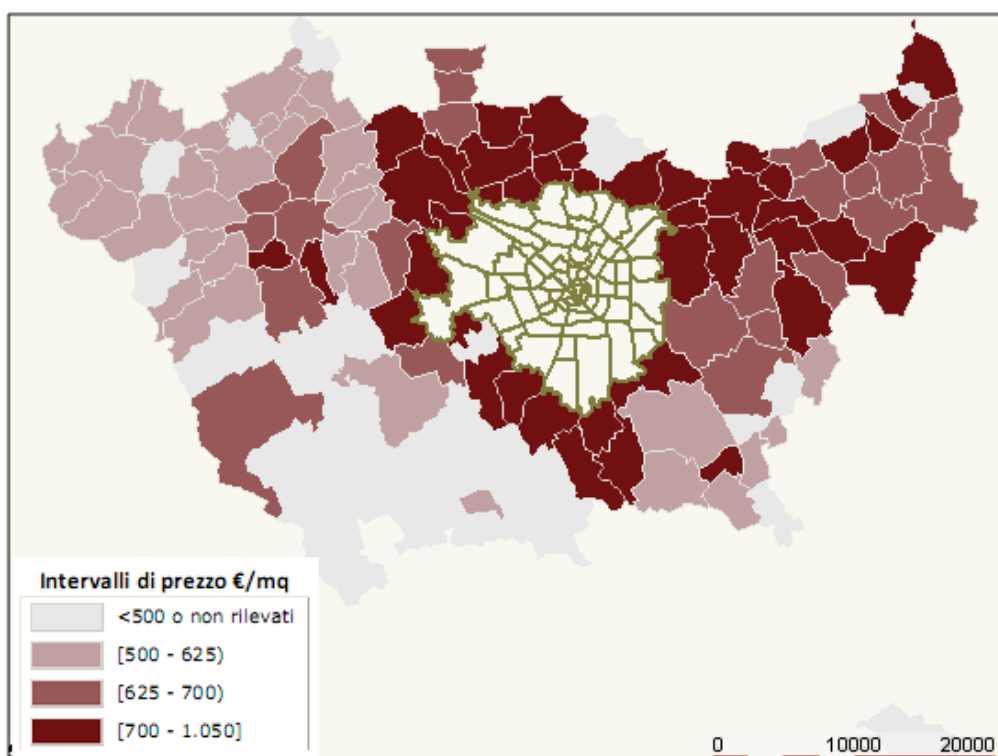 Intervalli di prezzo €/mq
<500 o non rilevati
[500 - 625)
[625 - 700)
[700 - 1.050]
0 10000 20000